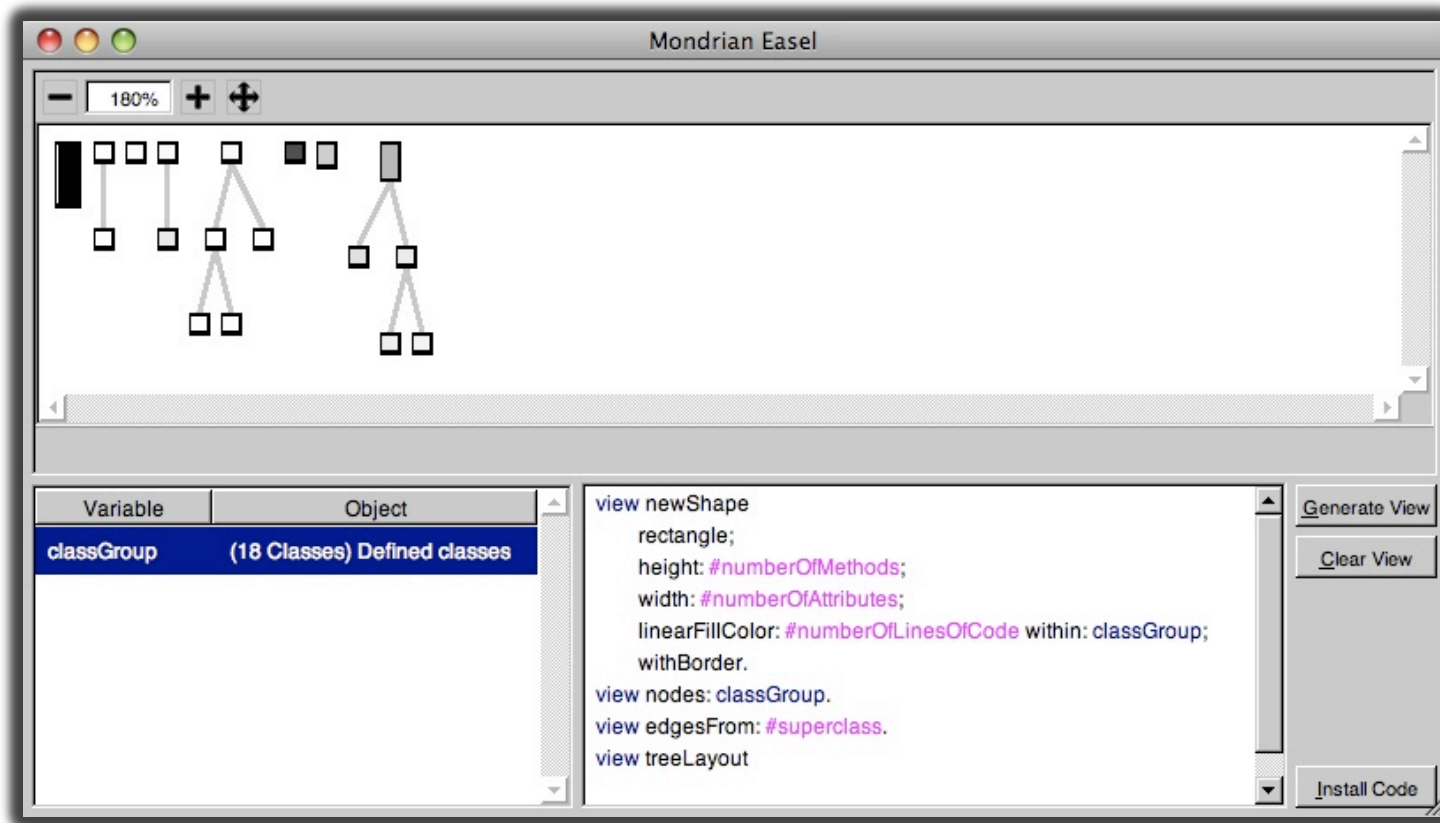 Mondrian Easel
180%
Variable Object
classGroup (18 Classes) Defined classes
view newShape
rectangle;
height: #numberOfMethods;
width: #numberOfAttributes;
linearFillColor: #numberOfLinesOfCode within: classGroup;
withBorder.
view nodes: classGroup.
view edgesFrom: #superclass.
view treeLayout
Generate View
Clear View
Install Code